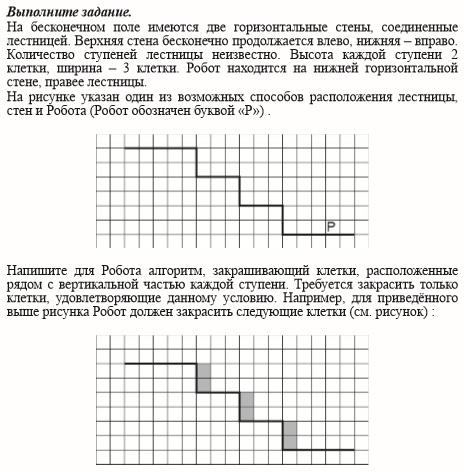 Выполните задание.
На бесконечном поле имеются две горизонтальные стены, соединенные
лестницей. Верхняя стена бесконечно продолжается влево, нижняя – вправо.
Количество ступеней лестницы неизвестно. Высота каждой ступени 2
клетки, ширина – 3 клетки. Робот находится на нижней горизонтальной
стене, правее лестницы.
На рисунке указан один из возможных способов расположения лестницы,
стен и Робота (Робот обозначен буквой «Р») .
Р
Напишите для Робота алгоритм, закрашивающий клетки, расположенные
рядом с вертикальной частью каждой ступени. Требуется закрасить только
клетки, удовлетворяющие данному условию. Например, для приведённого
выше рисунка Робот должен закрасить следующие клетки (см. рисунок) :